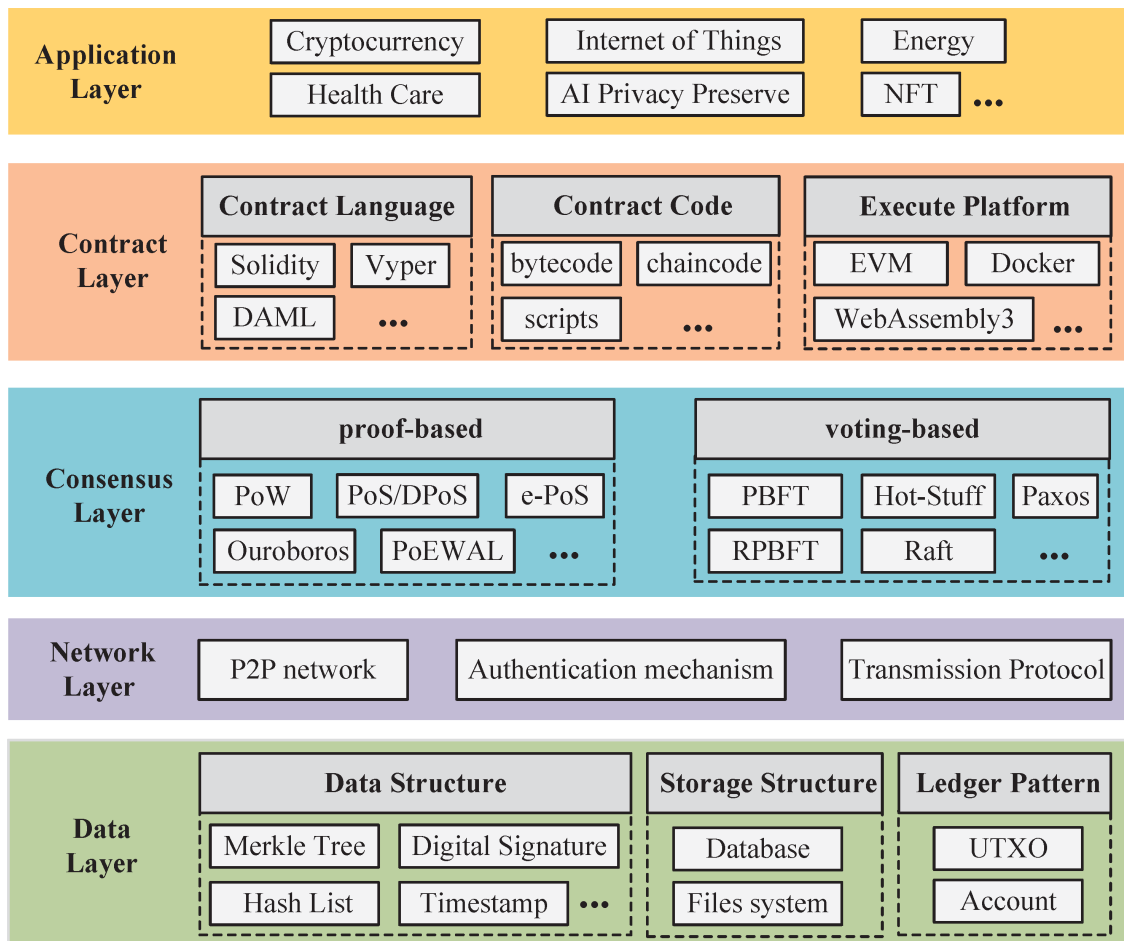 Application
Layer
Cryptocurrency
Internet of Things
Energy
Health Care
AI Privacy Preserve
NFT
...
Contract
Layer
Contract Language
Solidity
Vyper
DAML
...
Contract Code
bytecode
chaincode
scripts
...
Execute Platform
EVM
Docker
WebAssembly3
...
Consensus
Layer
proof-based
PoW
PoS/DPoS
e-PoS
Ouroboros
PoEWAL
...
voting-based
PBFT
Hot-Stuff
Paxos
RPBFT
Raft
...
Network
Layer
P2P network
Authentication mechanism
Transmission Protocol
Data
Layer
Data Structure
Merkle Tree
Digital Signature
Hash List
Timestamp
...
Storage Structure
Database
Files system
Ledger Pattern
UTXO
Account